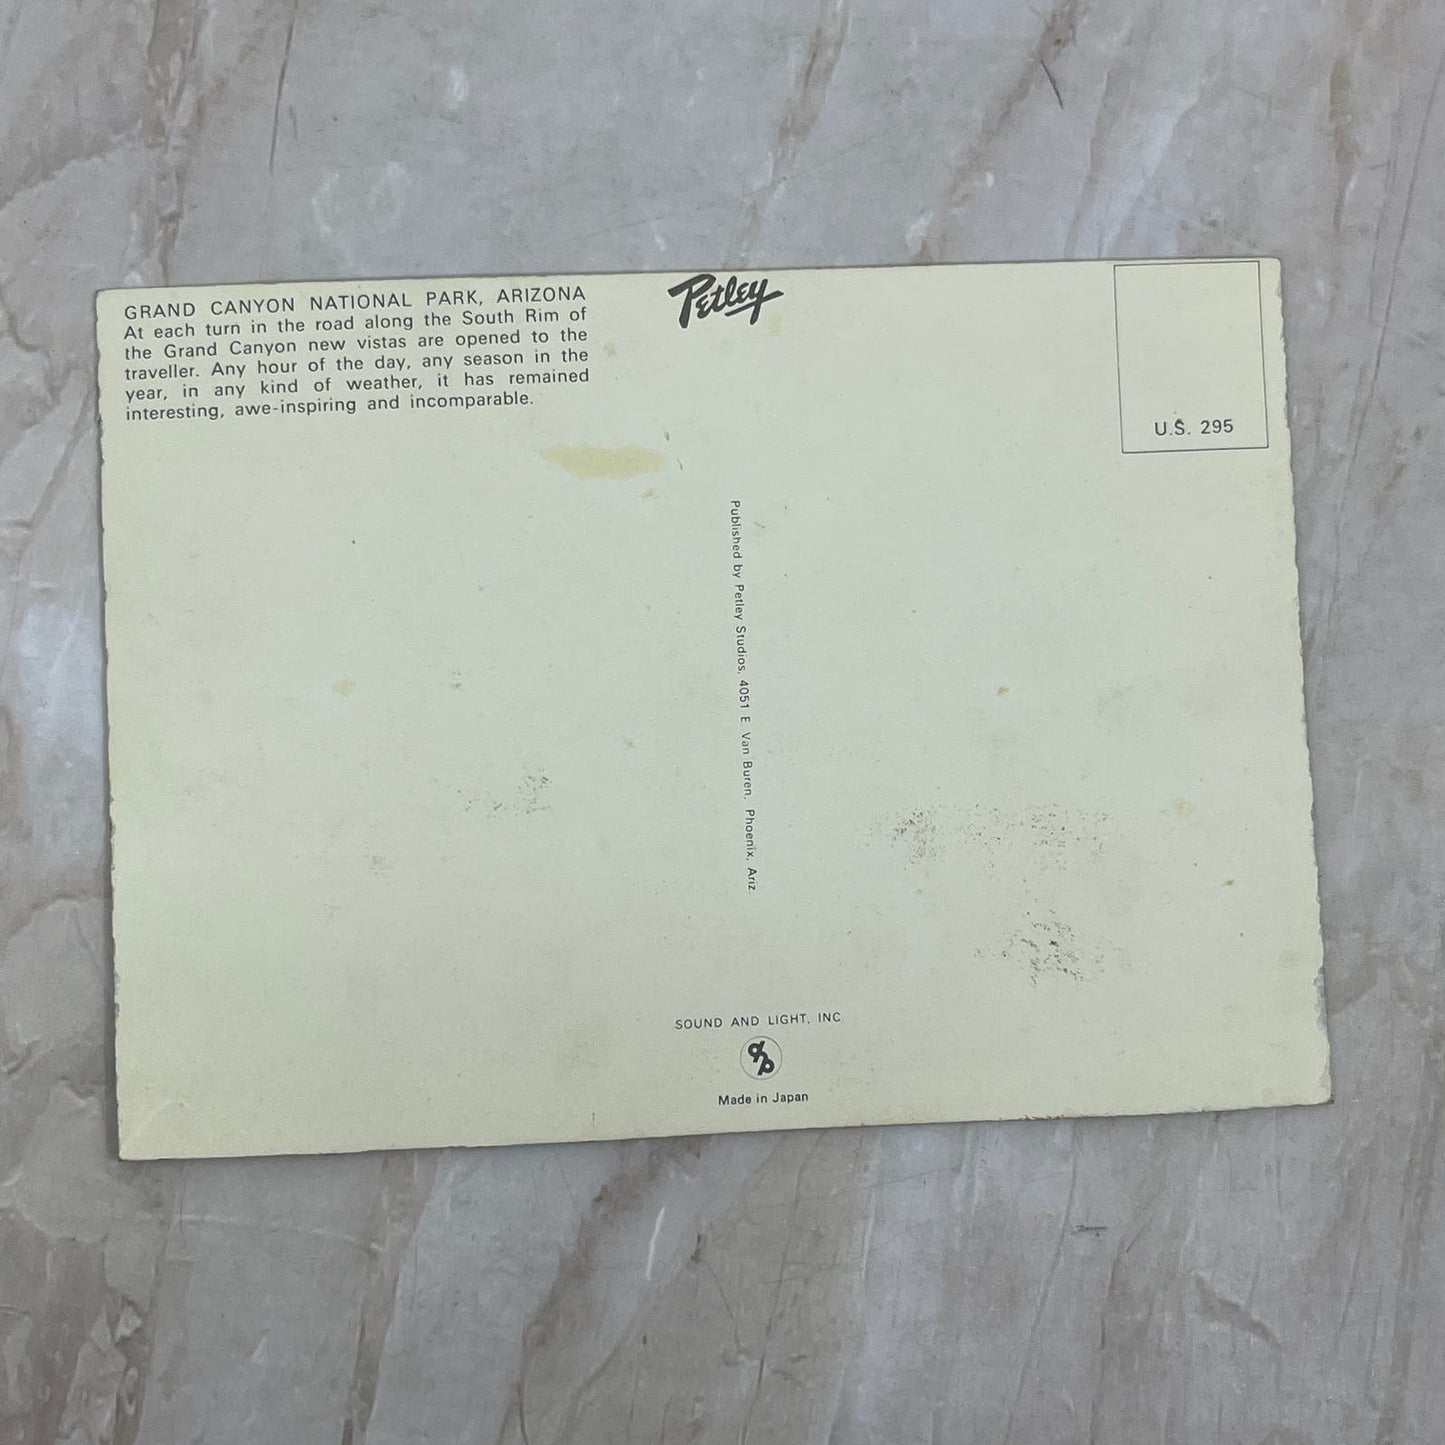 GRAND CANYON NATIONAL PARK, ARIZONA
At each turn in the road along the South Rim of
the Grand Canyon new vistas are opened to the
traveller. Any hour of the day, any season in the
year, in any kind of weather, it has remained
interesting, awe-inspiring and incomparable.
Petley
U.S. 295
Published by Petley Studios, 4051 E. Van Buren, Phoenix, Ariz.
SOUND AND LIGHT, INC.
Made in Japan